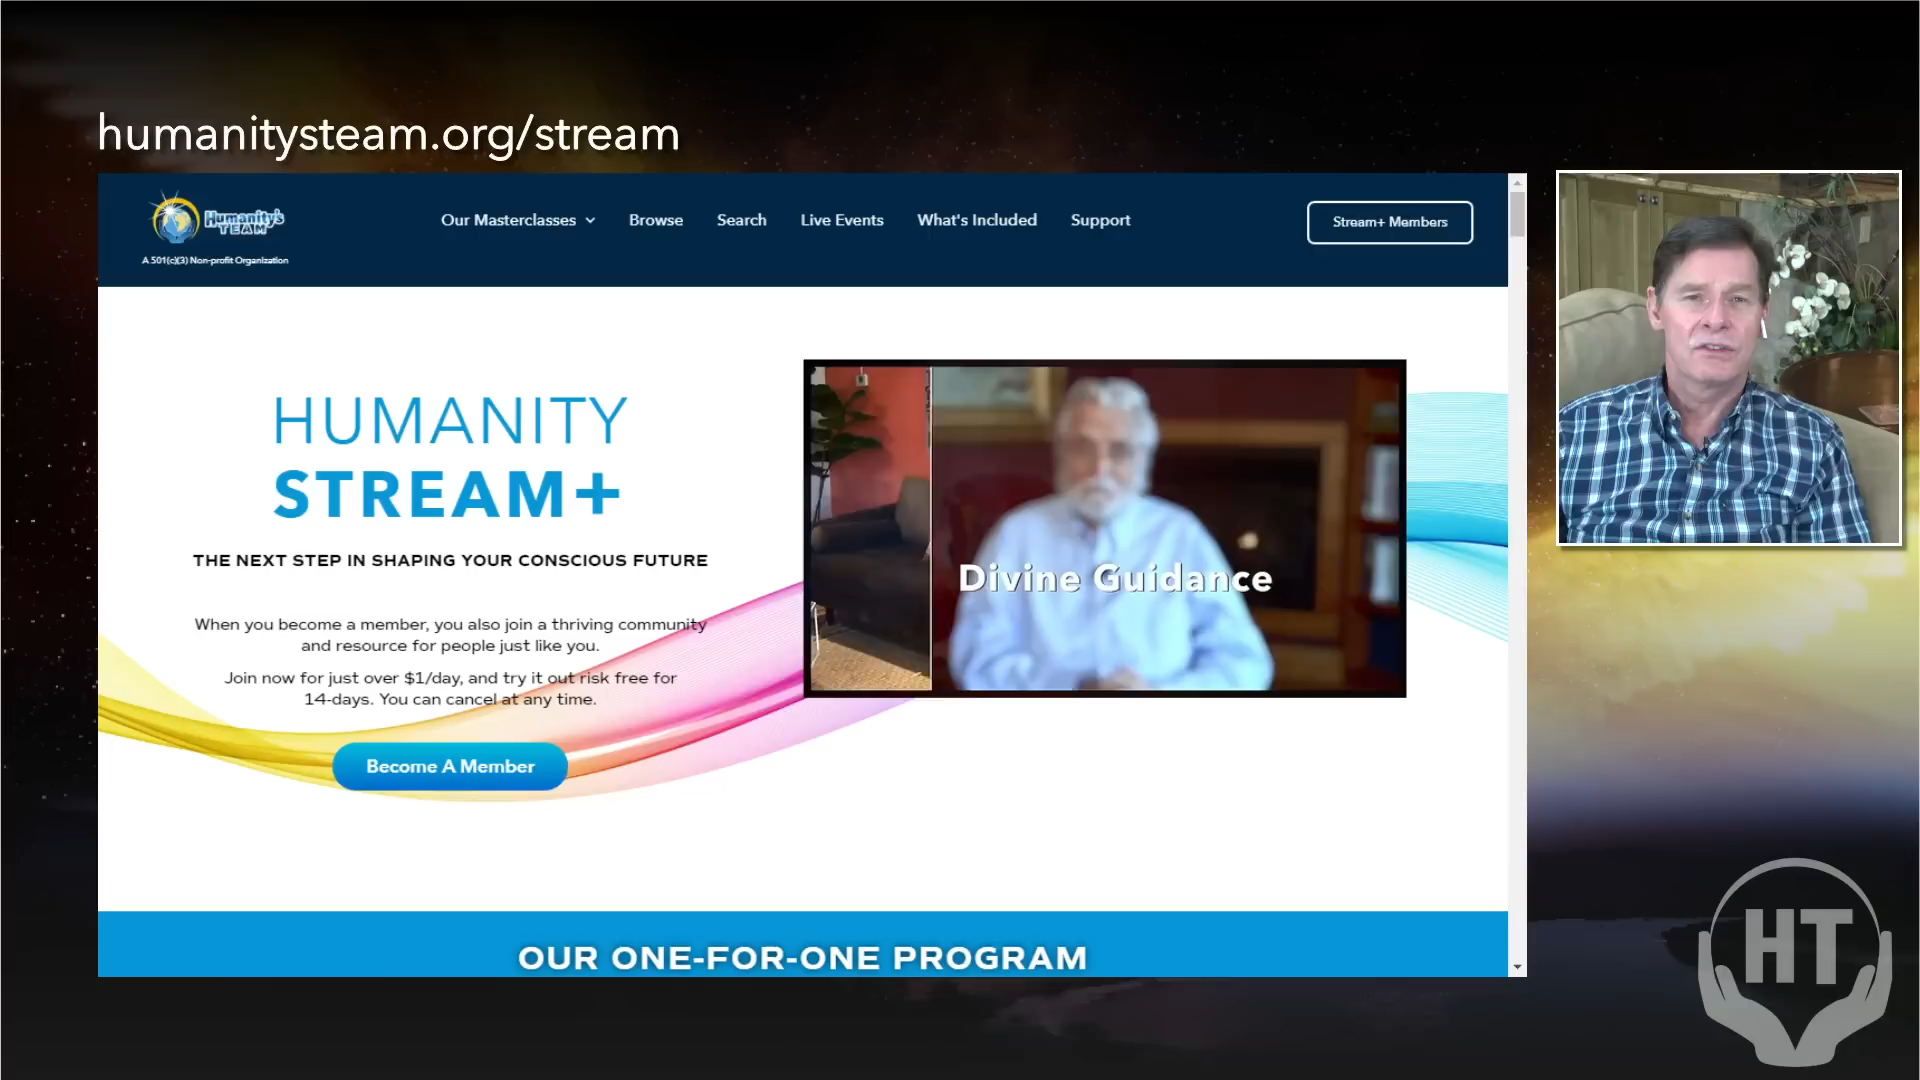 humanitysteam.org/stream
Humanity's
TEAM
A 501(c)(3) Non-profit Organization
Our Masterclasses
Browse
Search
Live Events
What's Included
Support
Stream+ Members
HUMANITY
STREAM+
THE NEXT STEP IN SHAPING YOUR CONSCIOUS FUTURE
When you become a member, you also join a thriving community
and resource for people just like you.
Join now for just over $1/day, and try it out risk free for
14-days. You can cancel at any time.
Become A Member
Divine Guidance
OUR ONE-FOR-ONE PROGRAM
HT